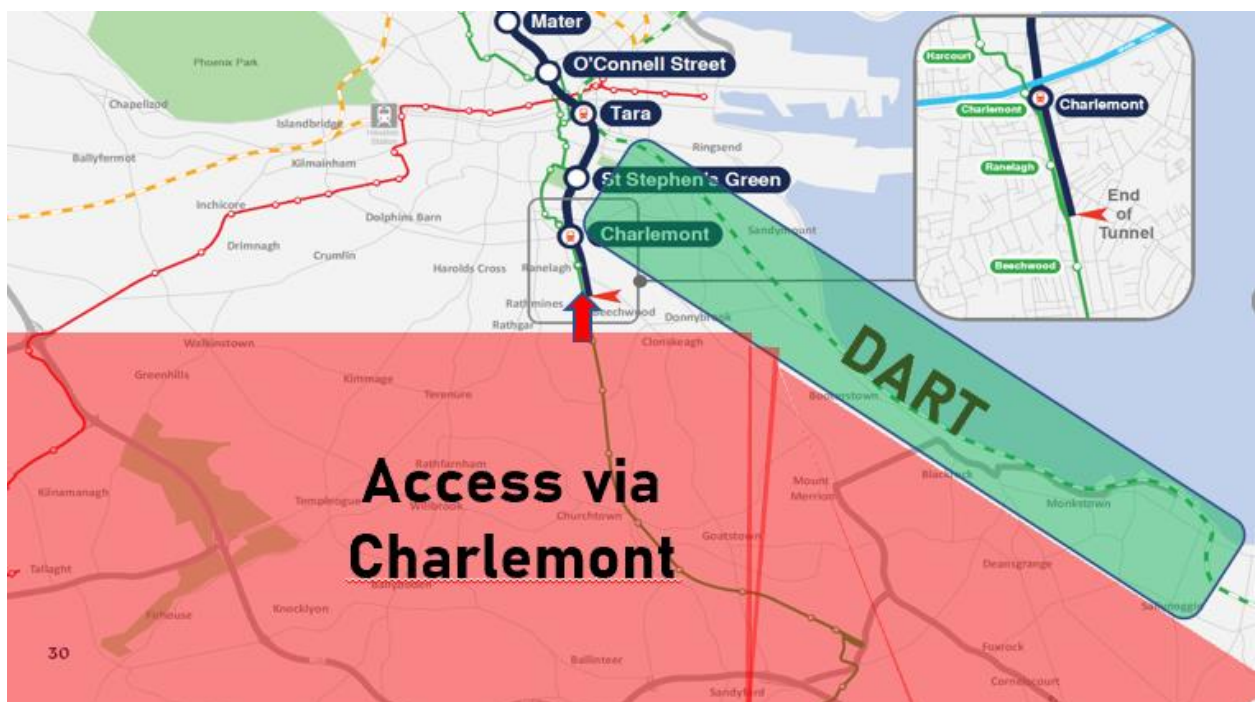 Mater
O'Connell Street
Phoenix Park
Harcourt
Charlemont
Charlemont
Chapelizod
Tara
Islandbridge
Ringsend
Ballyfermot
Kilmainham
Ranelagh
St Stephen's Green
Inchicore
End
of
Tunnel
Dolphins Barn
Charlemont
Sandymount
Drimnagh
Crumlin
Harolds Cross
Ranelagh
Beechwood
Rathmines
Beechwood
Donnybrook
Rathgar
Clonskeagh
Walkinstown
DART
Greenhills
Kimmage
Terenure
Booterstown
Access via
Charlemont
Rathfarnham
Blackrock
Mount
Merrion
Kilnamanagh
Templeogue
Monkstown
Churchtown
Goatstown
Deansgrange
Tallaght
Ballyboden
Firhouse
Knocklyon
Sallynoggin
30
Foxrock
Ballinteer
Cornelscourt
Sandyford